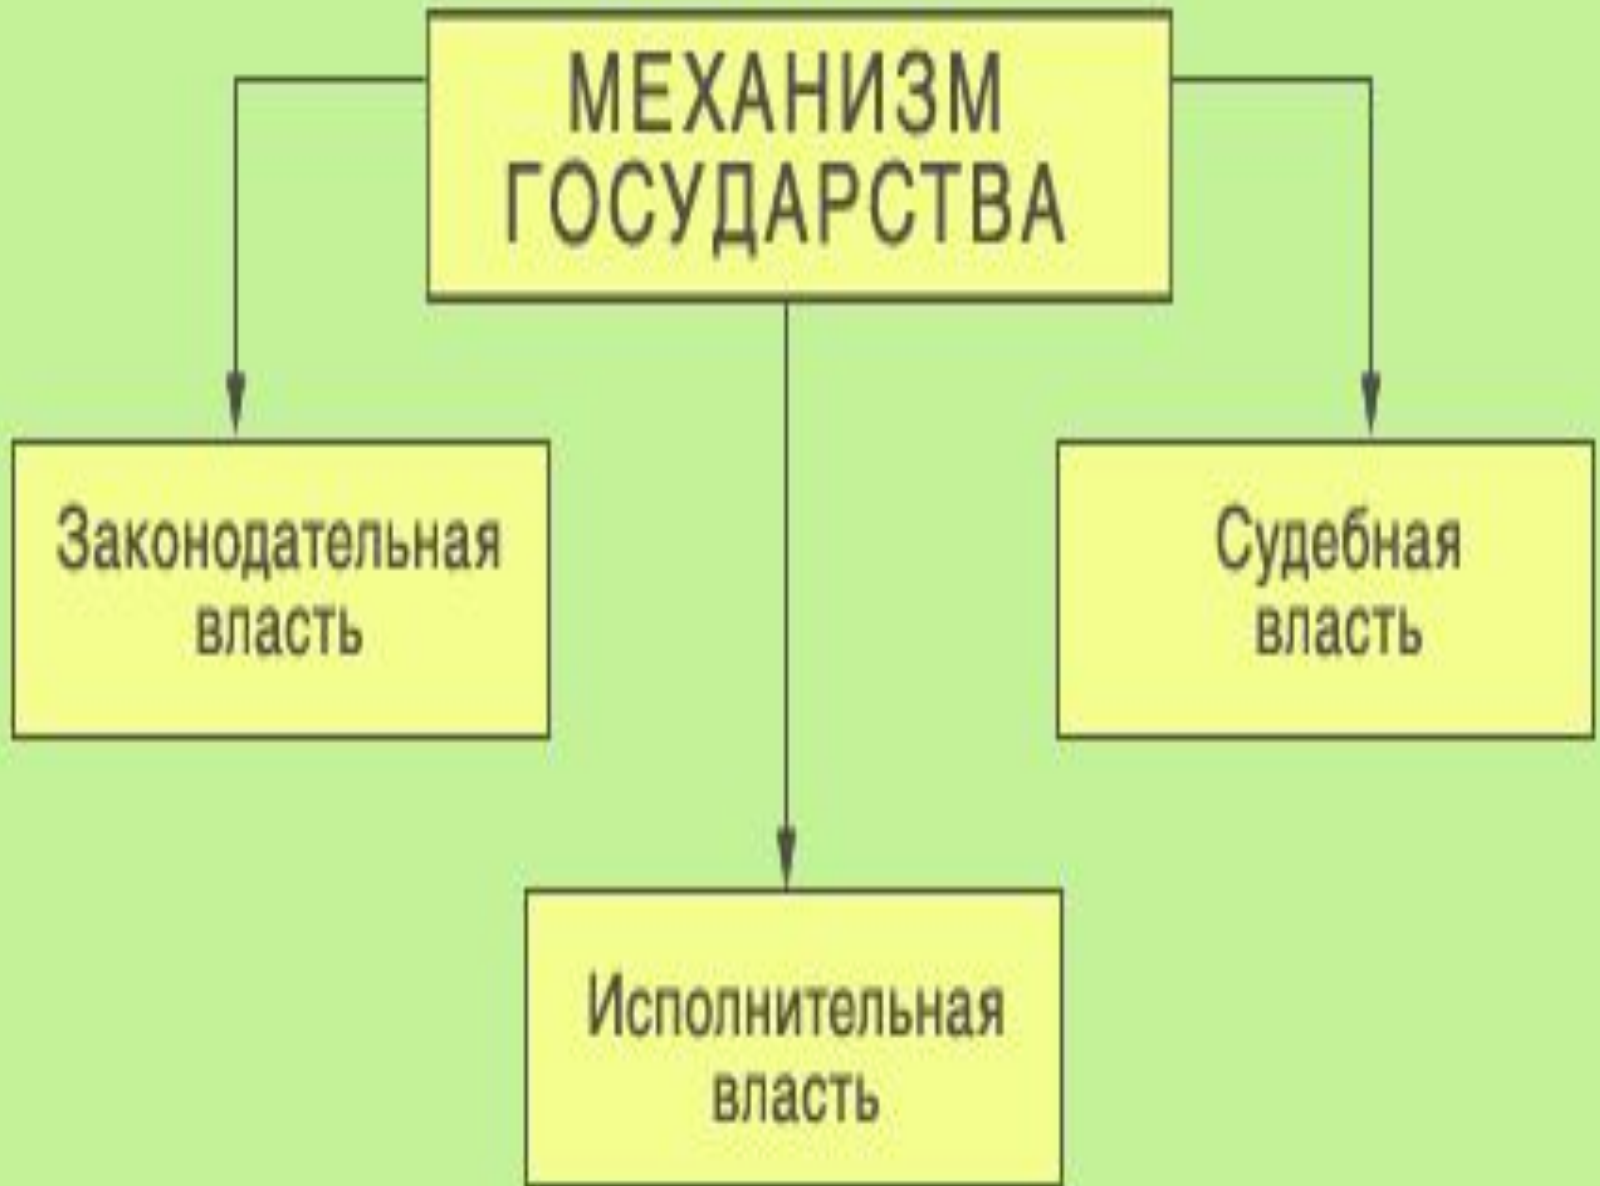 МЕХАНИЗМ
ГОСУДАРСТВА
Законодательная
власть
Судебная
власть
Исполнительная
власть